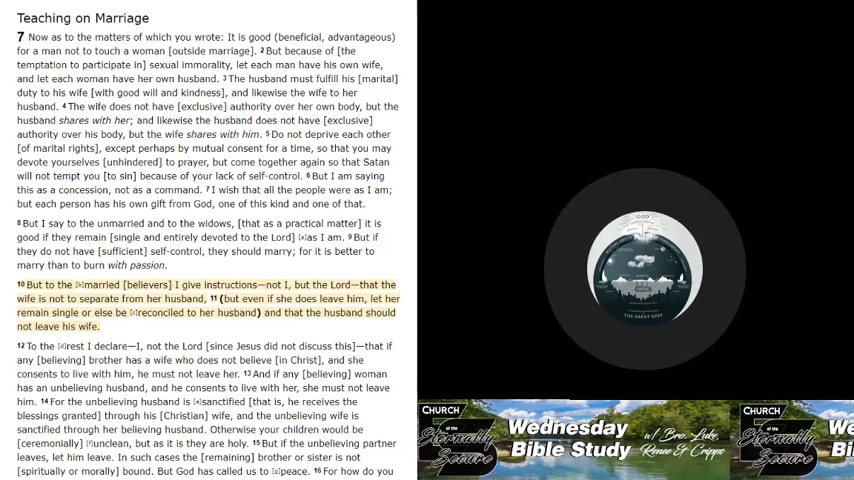 Teaching on Marriage
7 Now as to the matters of which you wrote: It is good (beneficial, advantageous)
for a man not to touch a woman [outside marriage]. 2 But because of [the
temptation to participate in] sexual immorality, let each man have his own wife,
and let each woman have her own husband. 3 The husband must fulfill his [marital]
duty to his wife [with good will and kindness], and likewise the wife to her
husband. 4 The wife does not have [exclusive] authority over her own body, but the
husband shares with her; and likewise the husband does not have [exclusive]
authority over his body, but the wife shares with him. 5 Do not deprive each other
[of marital rights], except perhaps by mutual consent for a time, so that you may
devote yourselves [unhindered] to prayer, but come together again so that Satan
will not tempt you [to sin] because of your lack of self-control. 6 But I am saying
this as a concession, not as a command. 7 I wish that all the people were as I am;
but each person has his own gift from God, one of this kind and one of that.
8 But I say to the unmarried and to the widows, [that as a practical matter] it is
good if they remain [single and entirely devoted to the Lord] [a]as I am. 9 But if
they do not have [sufficient] self-control, they should marry; for it is better to
marry than to burn with passion.
10 But to the [b]married [believers] I give instructions—not I, but the Lord—that the
wife is not to separate from her husband, 11 (but even if she does leave him, let her
remain single or else be [c]reconciled to her husband) and that the husband should
not leave his wife.
12 To the [d]rest I declare—I, not the Lord [since Jesus did not discuss this]—that if
any [believing] brother has a wife who does not believe [in Christ], and she
consents to live with him, he must not leave her. 13 And if any [believing] woman
has an unbelieving husband, and he consents to live with her, she must not leave
him. 14 For the unbelieving husband is [e]sanctified [that is, he receives the
blessings granted] through his [Christian] wife, and the unbelieving wife is
sanctified through her believing husband. Otherwise your children would be
[ceremonially] [f]unclean, but as it is they are holy. 15 But if the unbelieving partner
leaves, let him leave. In such cases the [remaining] brother or sister is not
[spiritually or morally] bound. But God has called us to [g]peace. 16 For how do you
GOD
THE GREAT DEEP
CHURCH
of the
Eternally
Secure
Wednesday
Bible Study
w/ Bro. Luke,
Renee & Cripps
CHURCH
of the
Eternally
Secure